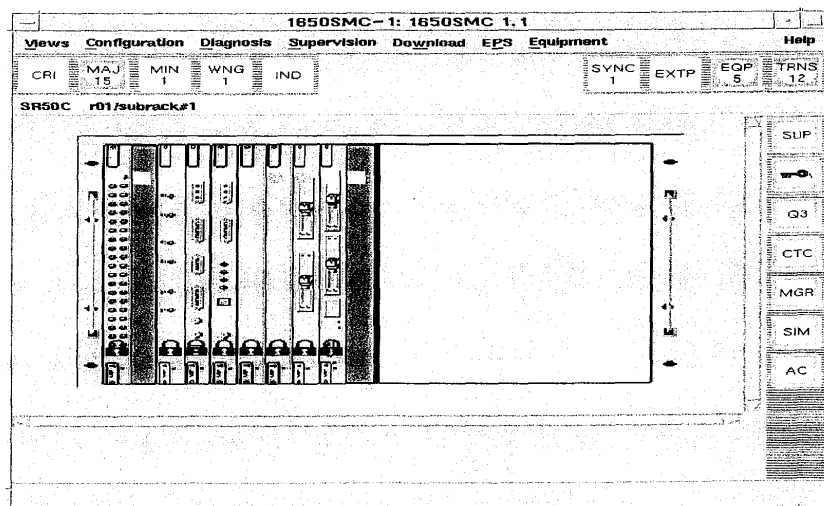 1650SMC-1: 1650SMC 1.1
Views Configuration Diagnosis Supervision Download EPS Equipment Help
CRI
MAJ
15
MIN
1
WNG
1
IND
SYNC
1
EXTP
EQP
5
TRNS
12
SR50C r01/subrack#1
SUP
Q3
CTC
MGR
SIM
AC